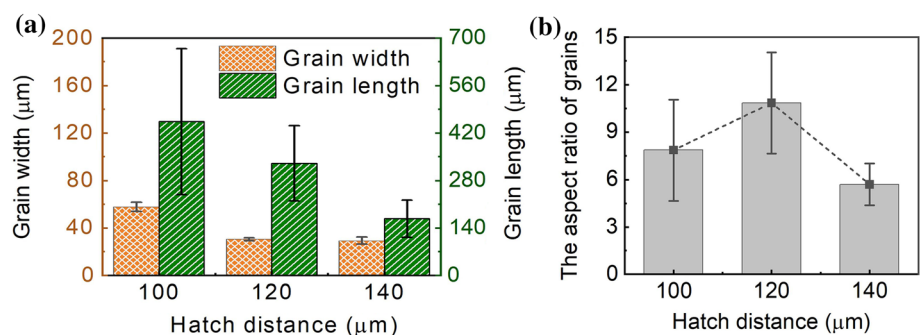 (a)
200
160
120
80
40
0
Grain width (μm)
Grain width
Grain length
700
560
420
280
140
0
Grain length (μm)
100
120
140
Hatch distance (μm)
(b)
15
12
9
6
3
0
The aspect ratio of grains
100
120
140
Hatch distance (μm)